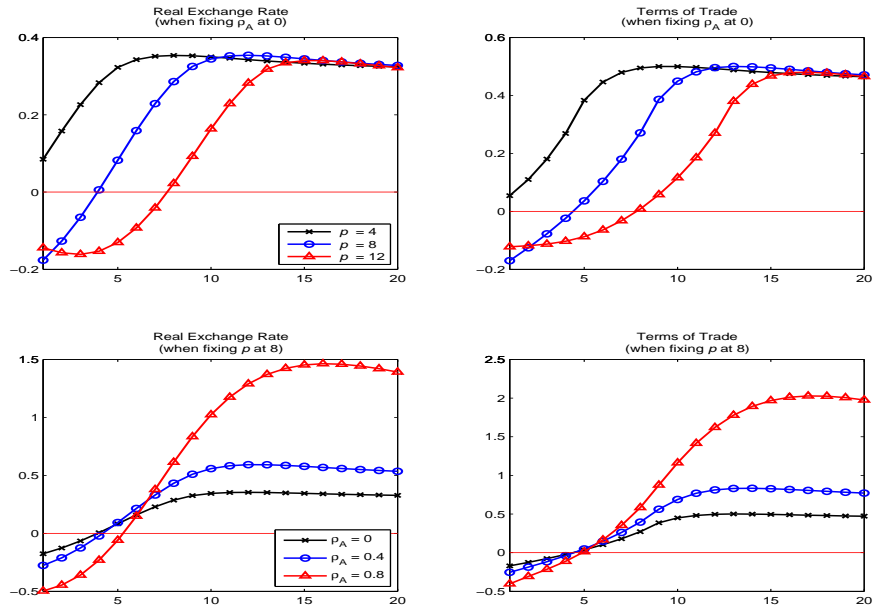 Real Exchange Rate
(when fixing ρA at 0)
0.4
0.2
0
−0.2
5
10
15
20
p = 4
p = 8
p = 12
Terms of Trade
(when fixing ρA at 0)
0.6
0.4
0.2
0
−0.2
5
10
15
20
Real Exchange Rate
(when fixing p at 8)
1.5
1
0.5
0
−0.5
5
10
15
20
ρA = 0
ρA = 0.4
ρA = 0.8
Terms of Trade
(when fixing p at 8)
2.5
2
1.5
1
0.5
0
−0.5
5
10
15
20